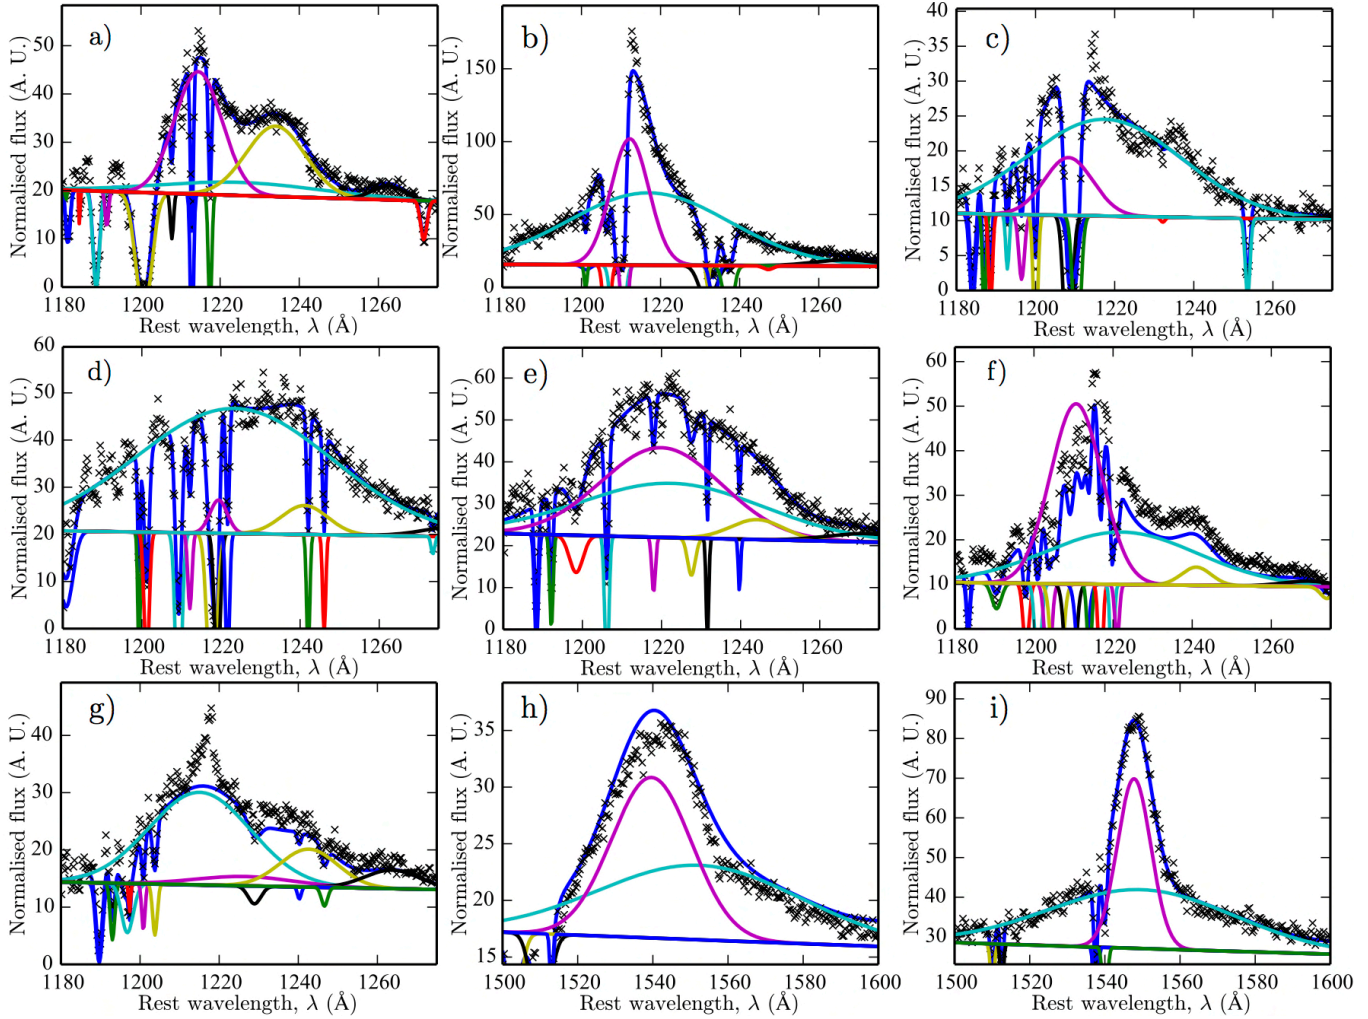 a)
50
40
30
20
10
0
1180 1200 1220 1240 1260
Rest wavelength, λ (Å)
Normalised flux (A. U.)
b)
150
100
50
0
1180 1200 1220 1240 1260
Rest wavelength, λ (Å)
Normalised flux (A. U.)
c)
40
35
30
25
20
15
10
5
0
1180 1200 1220 1240 1260
Rest wavelength, λ (Å)
Normalised flux (A. U.)
d)
60
50
40
30
20
10
0
1180 1200 1220 1240 1260
Rest wavelength, λ (Å)
Normalised flux (A. U.)
e)
60
50
40
30
20
10
0
1180 1200 1220 1240 1260
Rest wavelength, λ (Å)
Normalised flux (A. U.)
f)
60
50
40
30
20
10
0
1180 1200 1220 1240 1260
Rest wavelength, λ (Å)
Normalised flux (A. U.)
g)
40
30
20
10
0
1180 1200 1220 1240 1260
Rest wavelength, λ (Å)
Normalised flux (A. U.)
h)
35
30
25
20
15
1500 1520 1540 1560 1580 1600
Rest wavelength, λ (Å)
Normalised flux (A. U.)
i)
90
80
70
60
50
40
30
1500 1520 1540 1560 1580 1600
Rest wavelength, λ (Å)
Normalised flux (A. U.)